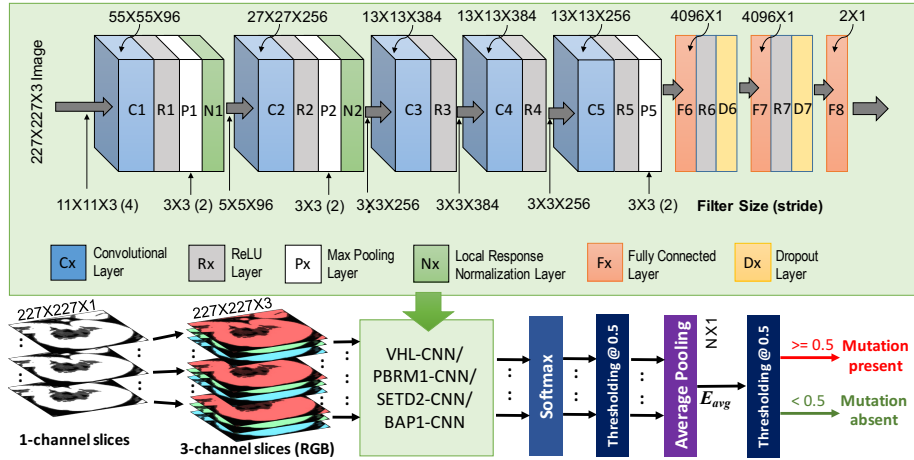 55X55X96
27X27X256
13X13X384
13X13X384
13X13X256
4096X1
4096X1
2X1
227X227X3 Image
C1 R1 P1 N1
C2 R2 P2 N2
C3 R3
C4 R4
C5 R5 P5
F6 R6 D6
F7 R7 D7
F8
11X11X3 (4)
3X3 (2)
5X5X96
3X3 (2)
3X3X256
3X3X384
3X3X256
3X3 (2)
Filter Size (stride)
Cx
Convolutional
Layer
Rx
ReLU
Layer
Px
Max Pooling
Layer
Nx
Local Response
Normalization Layer
Fx
Fully Connected
Layer
Dx
Dropout
Layer
227X227X1
227X227X3
1-channel slices
3-channel slices (RGB)
VHL-CNN/
PBRM1-CNN/
SETD2-CNN/
BAP1-CNN
Softmax
Thresholding @ 0.5
Average Pooling
NX1
Eavg
Thresholding @ 0.5
>= 0.5
Mutation
present
< 0.5
Mutation
absent